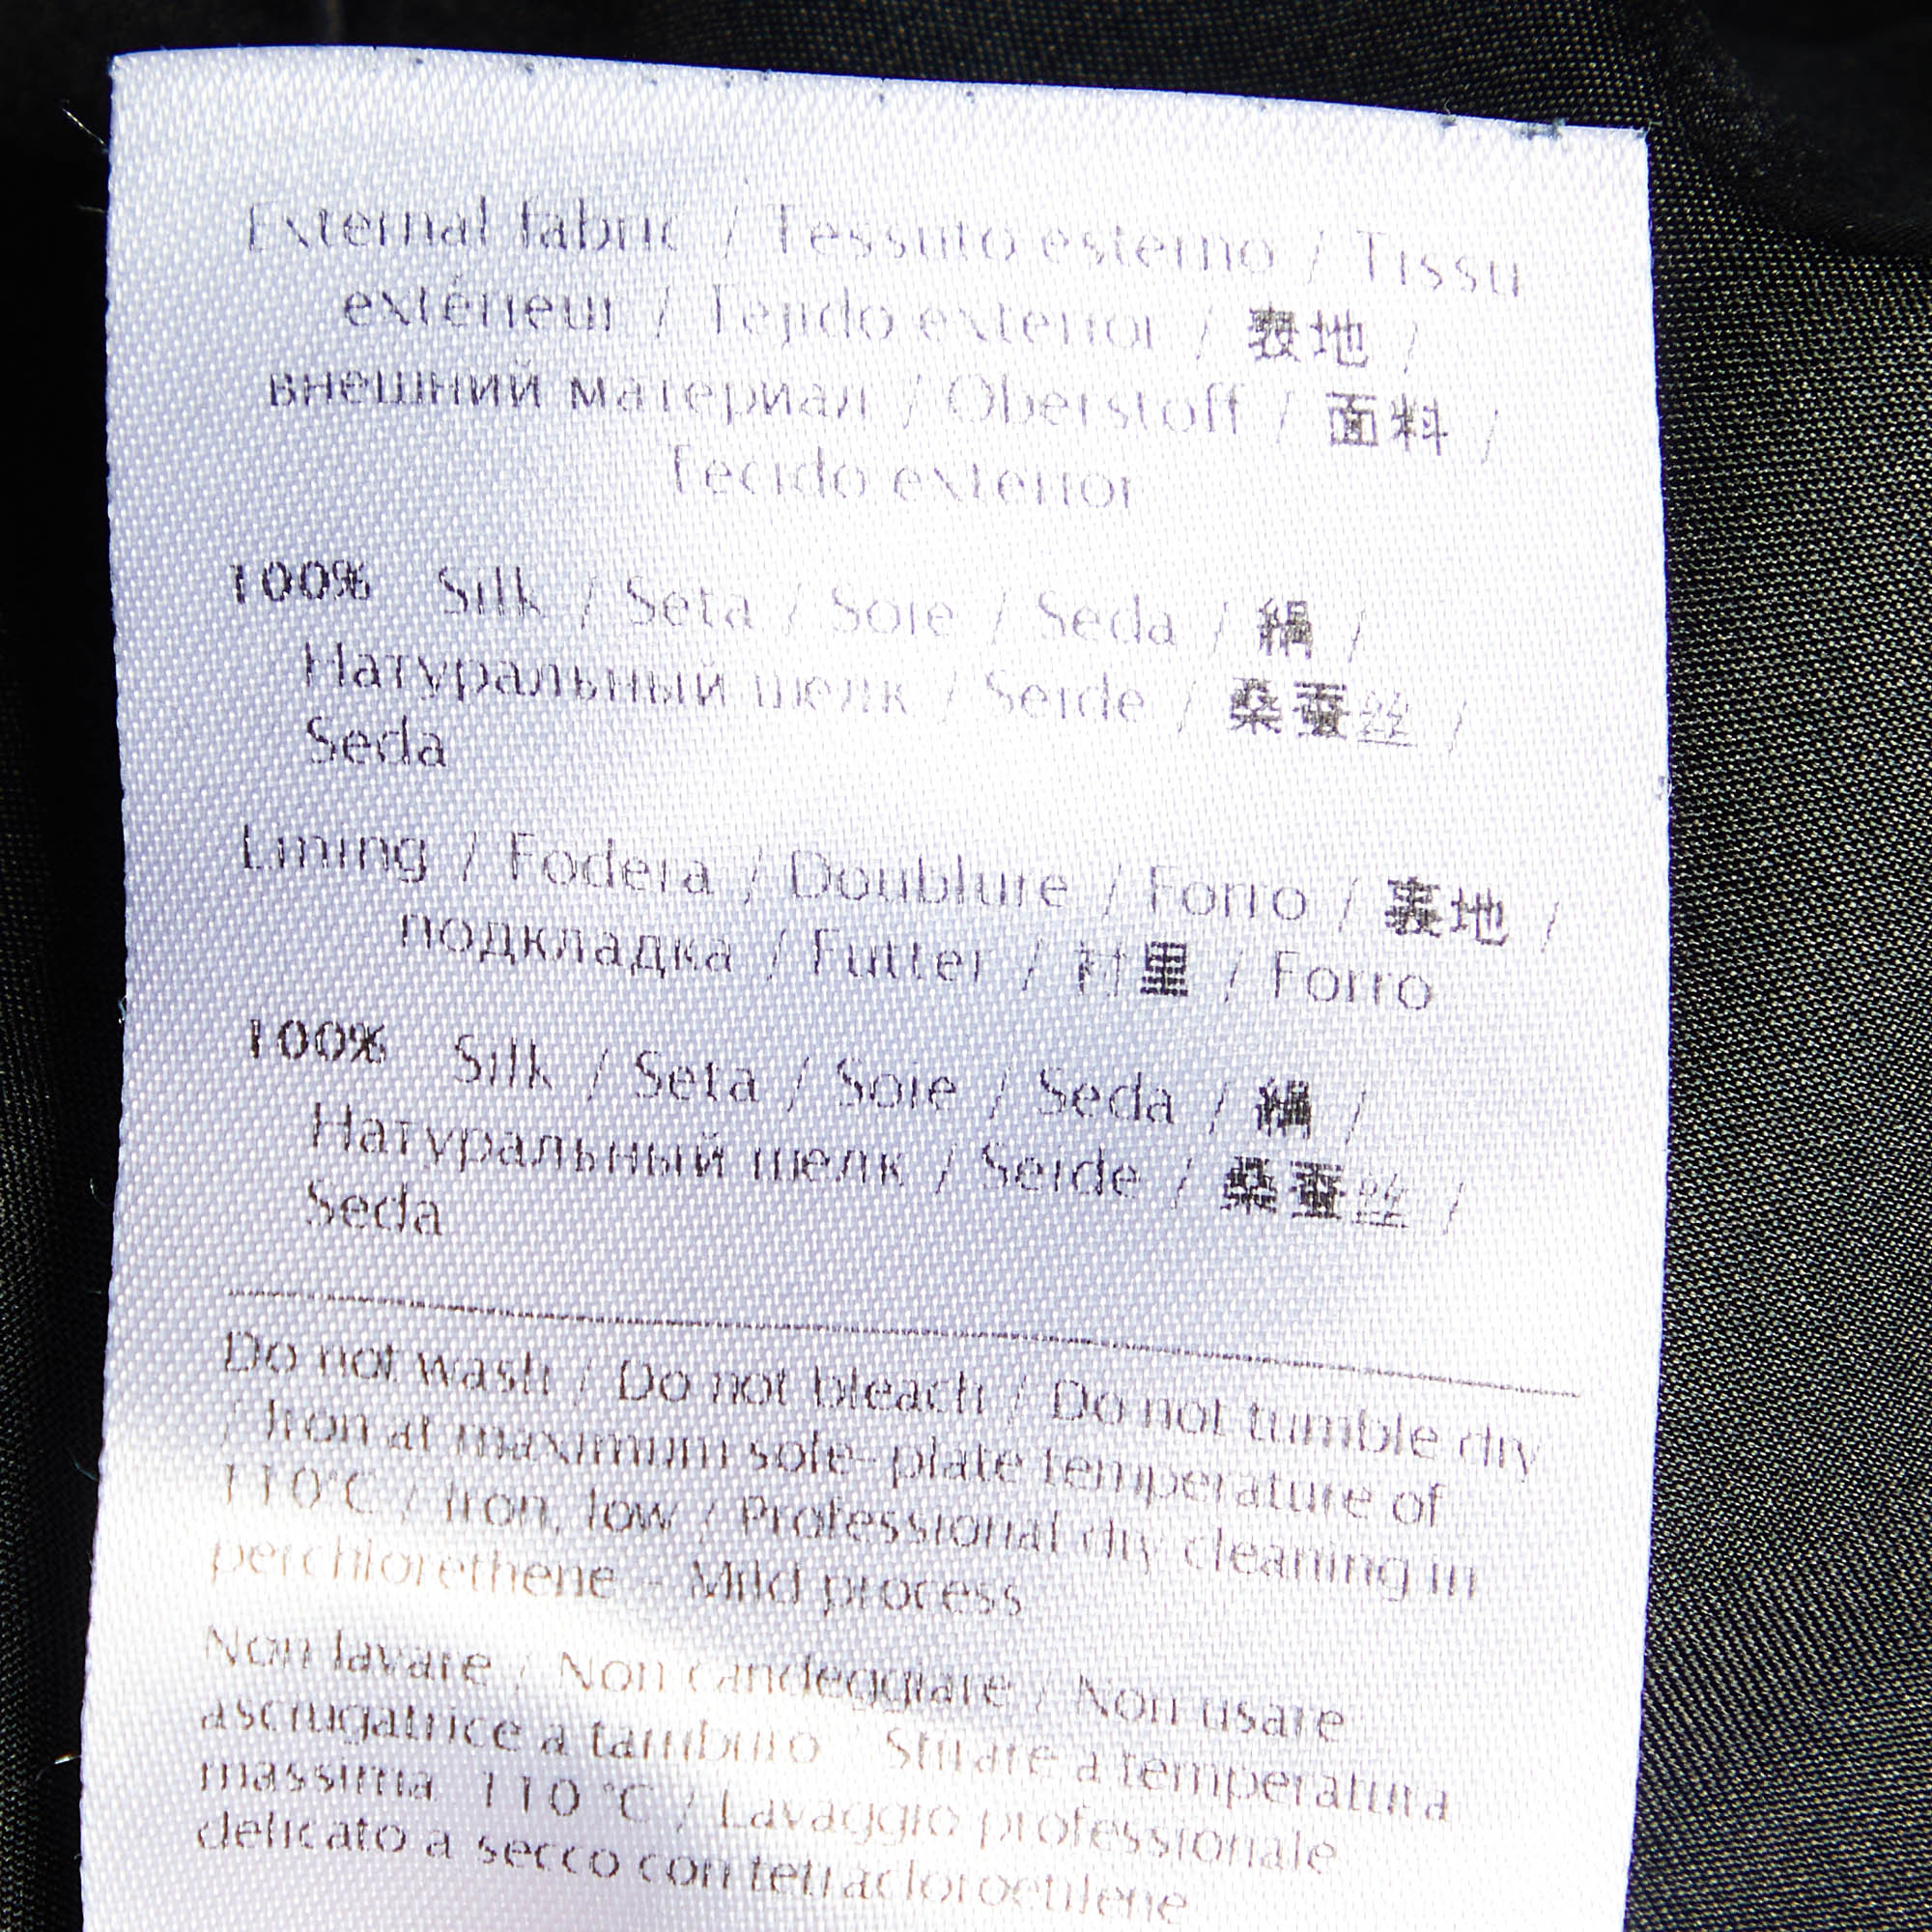 External fabric / Tessuto esterno / Tissu
extérieur / Tejido exterior / 表地 /
внешний материал / Oberstoff / 面料 /
Tecido exterior
100% Silk / Seta / Soie / Seda / 絹 /
Натуральный шелк / Seide / 桑蚕丝 /
Seda
Lining / Fodera / Doublure / Forro / 裏地 /
подкладка / Futter / 衬里 / Forro
100% Silk / Seta / Soie / Seda / 絹 /
Натуральный шелк / Seide / 桑蚕丝 /
Seda
Do not wash / Do not bleach / Do not tumble dry
/ Iron at maximum sole-plate temperature of
110°C / Iron, low / Professional dry cleaning in
perchlorethene - Mild process
Non lavare / Non candeggiare / Non usare
asciugatrice a tamburo / Stirare a temperatura
massima 110 °C / Lavaggio professionale
delicato a secco con tetracloroetilene